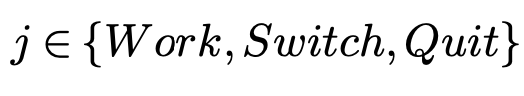 j ∈ {Work, Switch, Quit}